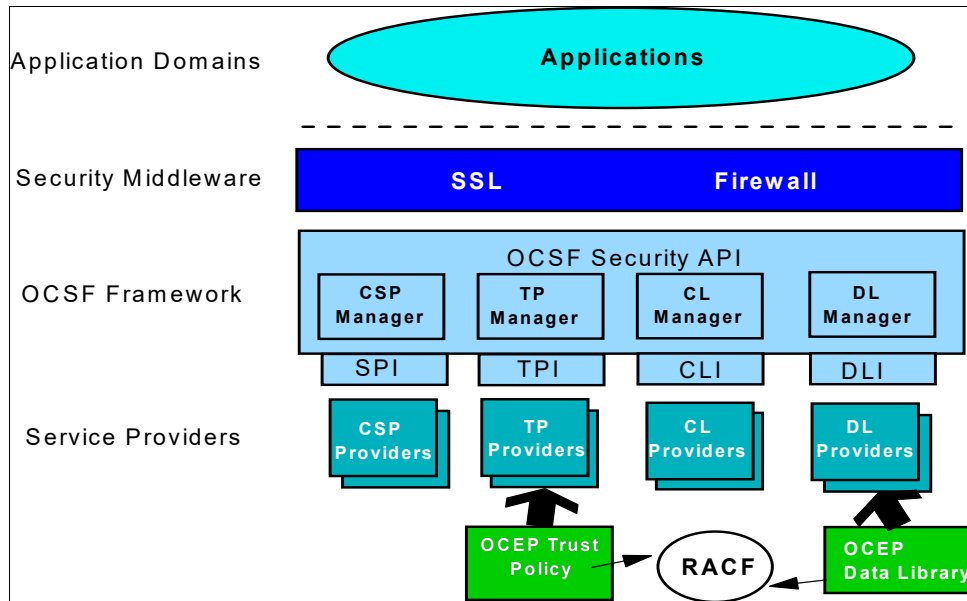 Application Domains
Applications
Security Middleware
SSL
Firewall
OCSF Framework
OCSF Security API
CSP
Manager
TP
Manager
CL
Manager
DL
Manager
SPI
TPI
CLI
DLI
Service Providers
CSP
Providers
TP
Providers
CL
Providers
DL
Providers
OCEP Trust
Policy
RACF
OCEP
Data Library